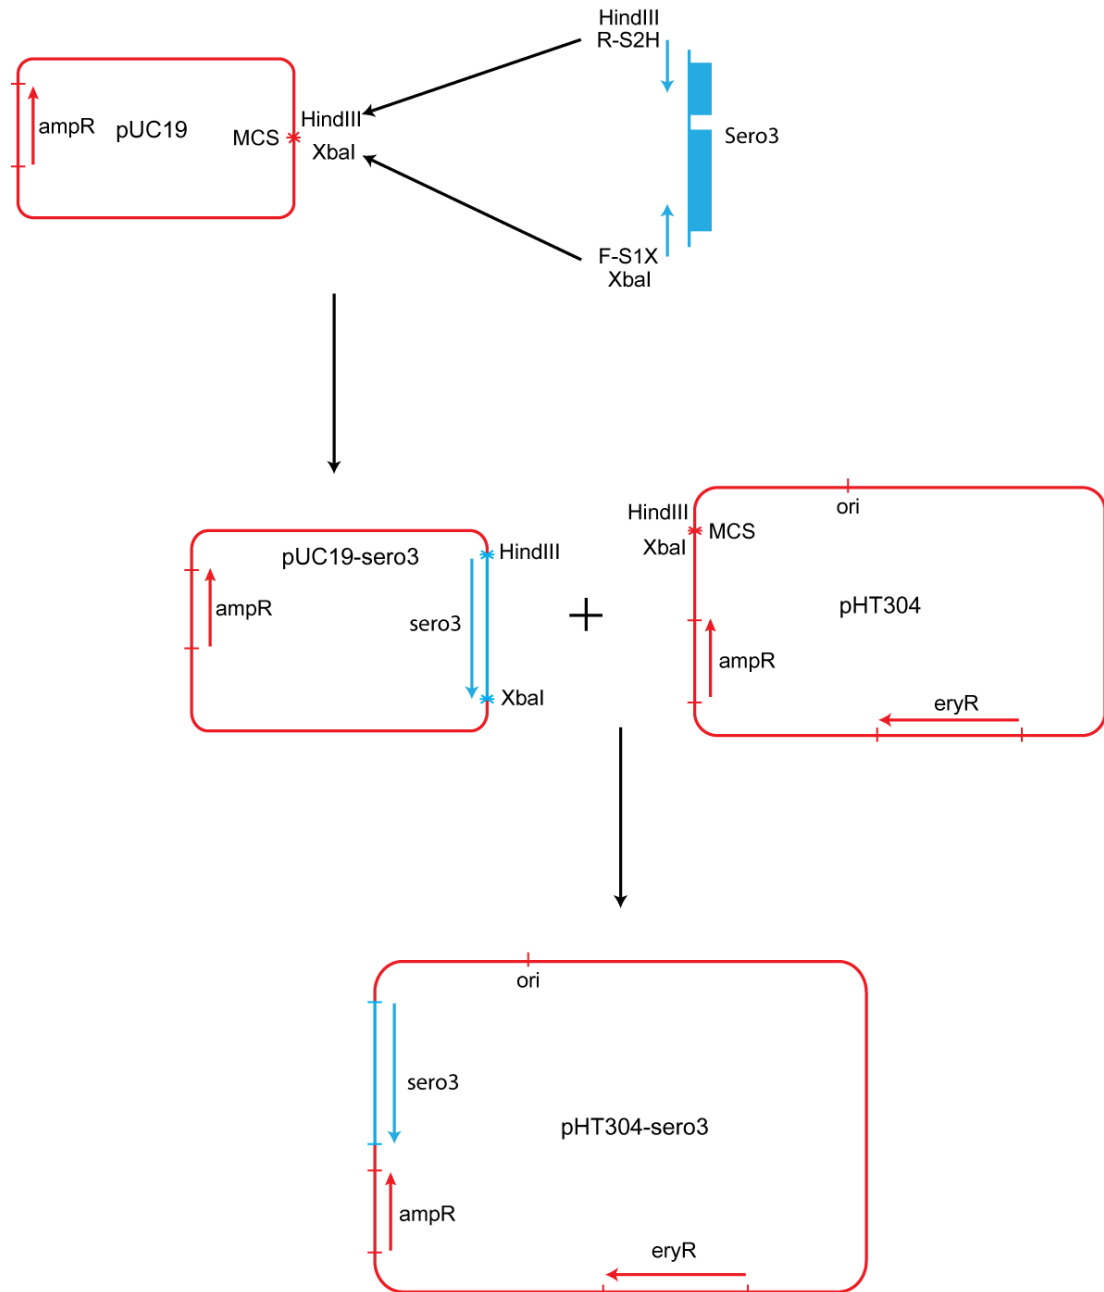 HindIII
R-S2H
ampR
pUC19
MCS
HindIII
XbaI
Sero3
F-S1X
XbaI
pUC19-sero3
HindIII
ampR
sero3
XbaI
HindIII
XbaI
MCS
ori
pHT304
ampR
eryR
ori
sero3
pHT304-sero3
ampR
eryR